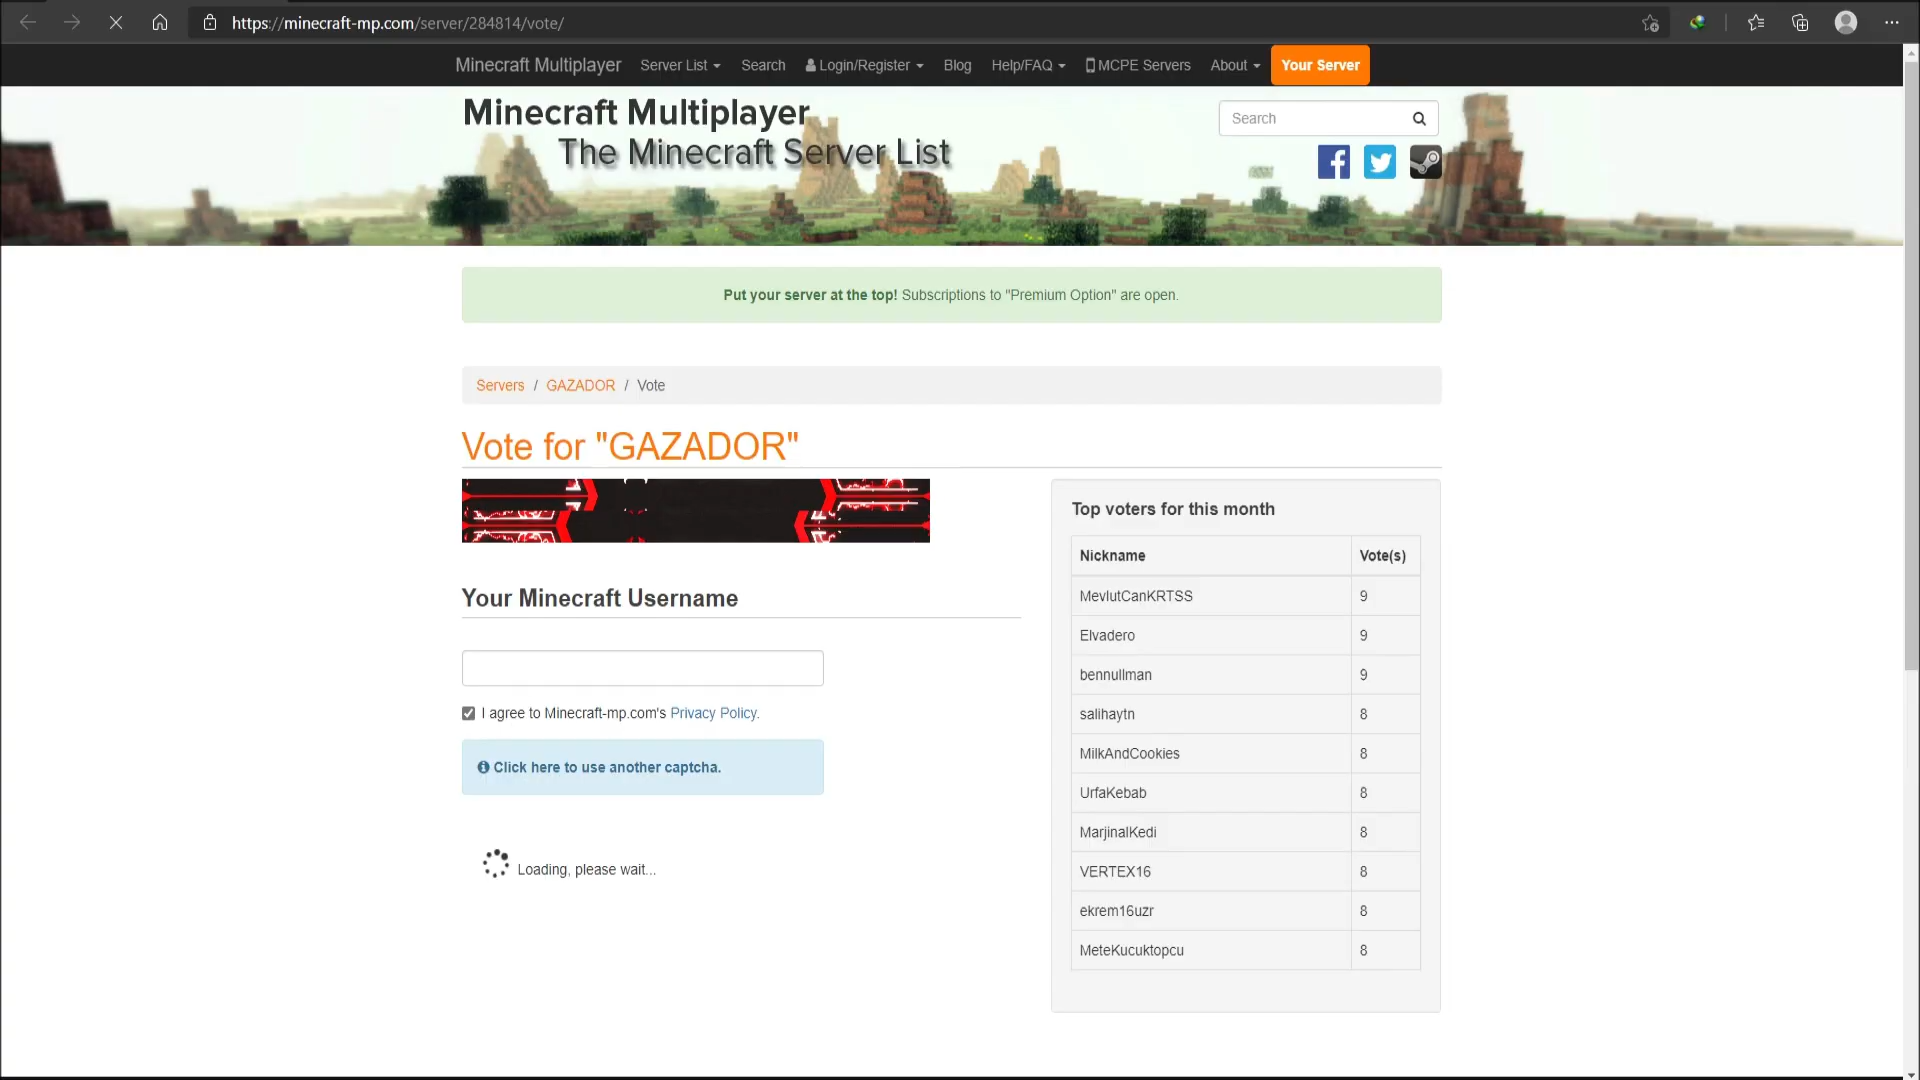 https://minecraft-mp.com/server/284814/vote/
Minecraft Multiplayer Server List Search Login/Register Blog Help/FAQ MCPE Servers About Your Server
Minecraft Multiplayer
The Minecraft Server List
Search
Put your server at the top! Subscriptions to "Premium Option" are open.
Servers / GAZADOR / Vote
Vote for "GAZADOR"
Your Minecraft Username
I agree to Minecraft-mp.com's Privacy Policy.
Click here to use another captcha.
Loading, please wait...
Top voters for this month
Nickname Vote(s)
MevlutCanKRTSS 9
Elvadero 9
bennullman 9
salihaytn 8
MilkAndCookies 8
UrfaKebab 8
MarjinalKedi 8
VERTEX16 8
ekrem16uzr 8
MeteKucuktopcu 8